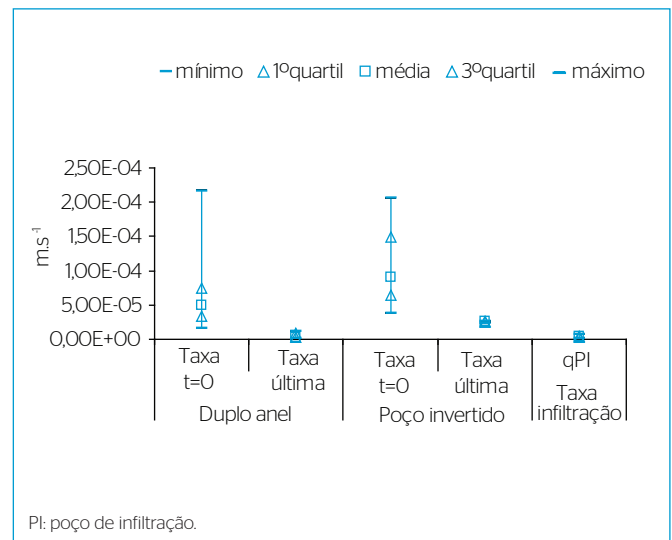 mínimo 1ºquartil média 3ºquartil máximo
2,50E-04
2,00E-04
1,50E-04
1,00E-04
5,00E-05
0,00E+00
m.s⁻¹
Taxa t=0
Taxa última
Taxa t=0
Taxa última
qPI
Duplo anel
Poço invertido
Taxa infiltração
PI: poço de infiltração.